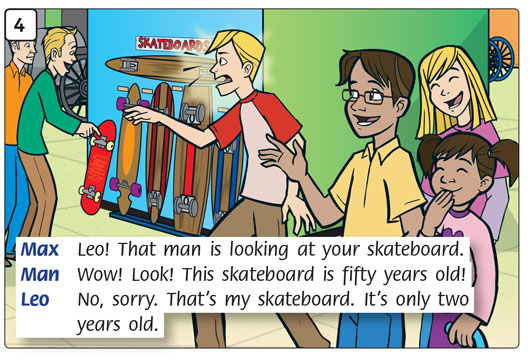 4
SKATEBOARDS
Max Leo! That man is looking at your skateboard.
Man Wow! Look! This skateboard is fifty years old!
Leo No, sorry. That's my skateboard. It's only two
years old.